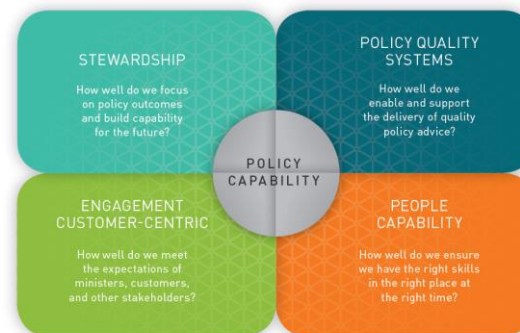 STEWARDSHIP
How well do we focus
on policy outcomes
and build capability
for the future?
POLICY QUALITY
SYSTEMS
How well do we
enable and support
the delivery of quality
policy advice?
POLICY
CAPABILITY
ENGAGEMENT
CUSTOMER-CENTRIC
How well do we meet
the expectations of
ministers, customers,
and other stakeholders?
PEOPLE
CAPABILITY
How well do we ensure
we have the right skills
in the right place at
the right time?